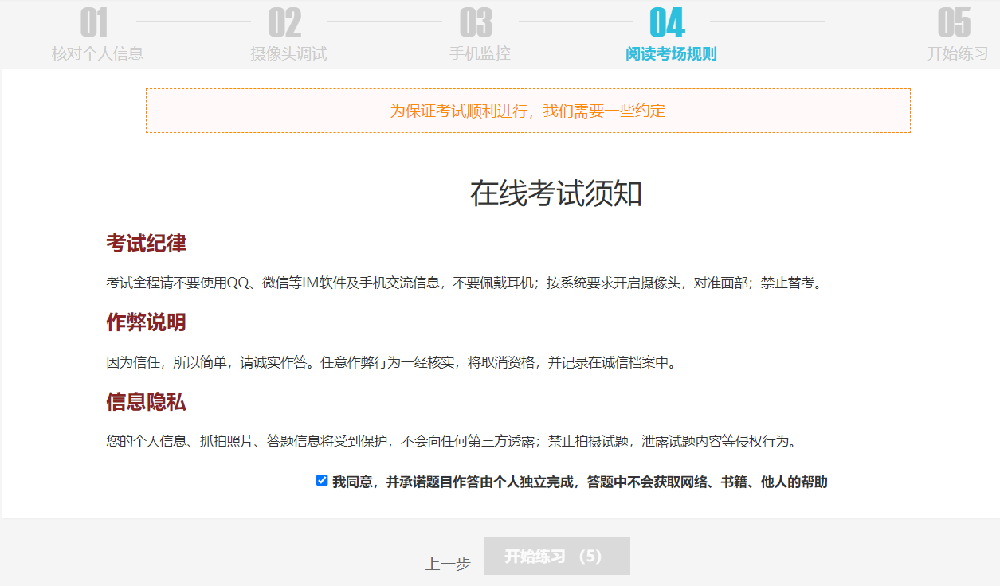 01 02 03 04 05
核对个人信息 摄像头调试 手机监控 阅读考场规则 开始练习
为保证考试顺利进行，我们需要一些约定
在线考试须知
考试纪律
考试全程请不要使用QQ、微信等IM软件及手机交流信息，不要佩戴耳机；按系统要求开启摄像头，对准面部；禁止替考。
作弊说明
因为信任，所以简单，请诚实作答。任意作弊行为一经核实，将取消资格，并记录在诚信档案中。
信息隐私
您的个人信息、抓拍照片、答题信息将受到保护，不会向任何第三方透露；禁止拍摄试题，泄露试题内容等侵权行为。
我同意，并承诺题目作答由个人独立完成，答题中不会获取网络、书籍、他人的帮助
上一步 开始练习 （5）